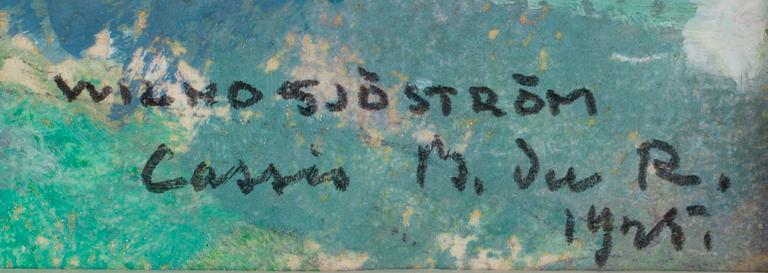 WILHO SJÖSTRÖM
Cassis B. du R.
1925.